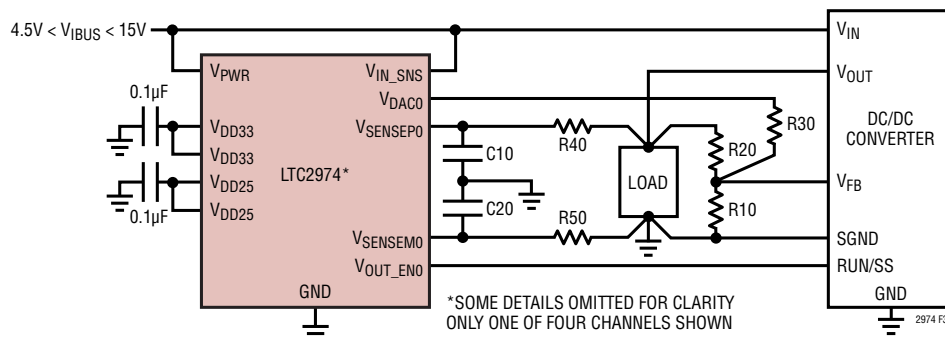 4.5V < VIBUS < 15V
VPWR
VIN_SNS
VIN
0.1µF
VDAC0
VOUT
VDD33
VSENSEP0
R40
R30
DC/DC
CONVERTER
VDD33
C10
R20
LTC2974*
LOAD
VDD25
VFB
0.1µF
VDD25
C20
R50
R10
VSENSEM0
SGND
VOUT_EN0
RUN/SS
GND
*SOME DETAILS OMITTED FOR CLARITY
ONLY ONE OF FOUR CHANNELS SHOWN
GND